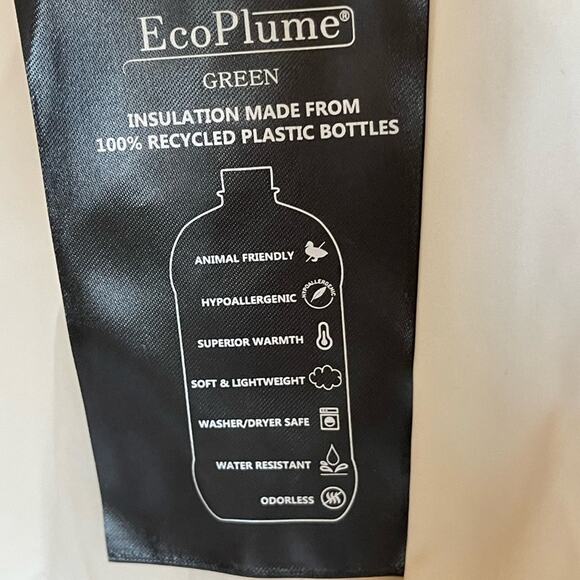 EcoPlume®
GREEN
INSULATION MADE FROM
100% RECYCLED PLASTIC BOTTLES
ANIMAL FRIENDLY
HYPOALLERGENIC HYPOALLERGENIC
SUPERIOR WARMTH
SOFT & LIGHTWEIGHT
WASHER/DRYER SAFE
WATER RESISTANT
ODORLESS